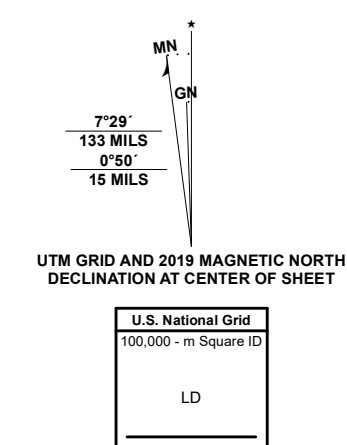 ★
MN
GN
7°29´
133 MILS
0°50´
15 MILS
UTM GRID AND 2019 MAGNETIC NORTH
DECLINATION AT CENTER OF SHEET
U.S. National Grid
100,000 - m Square ID
LD